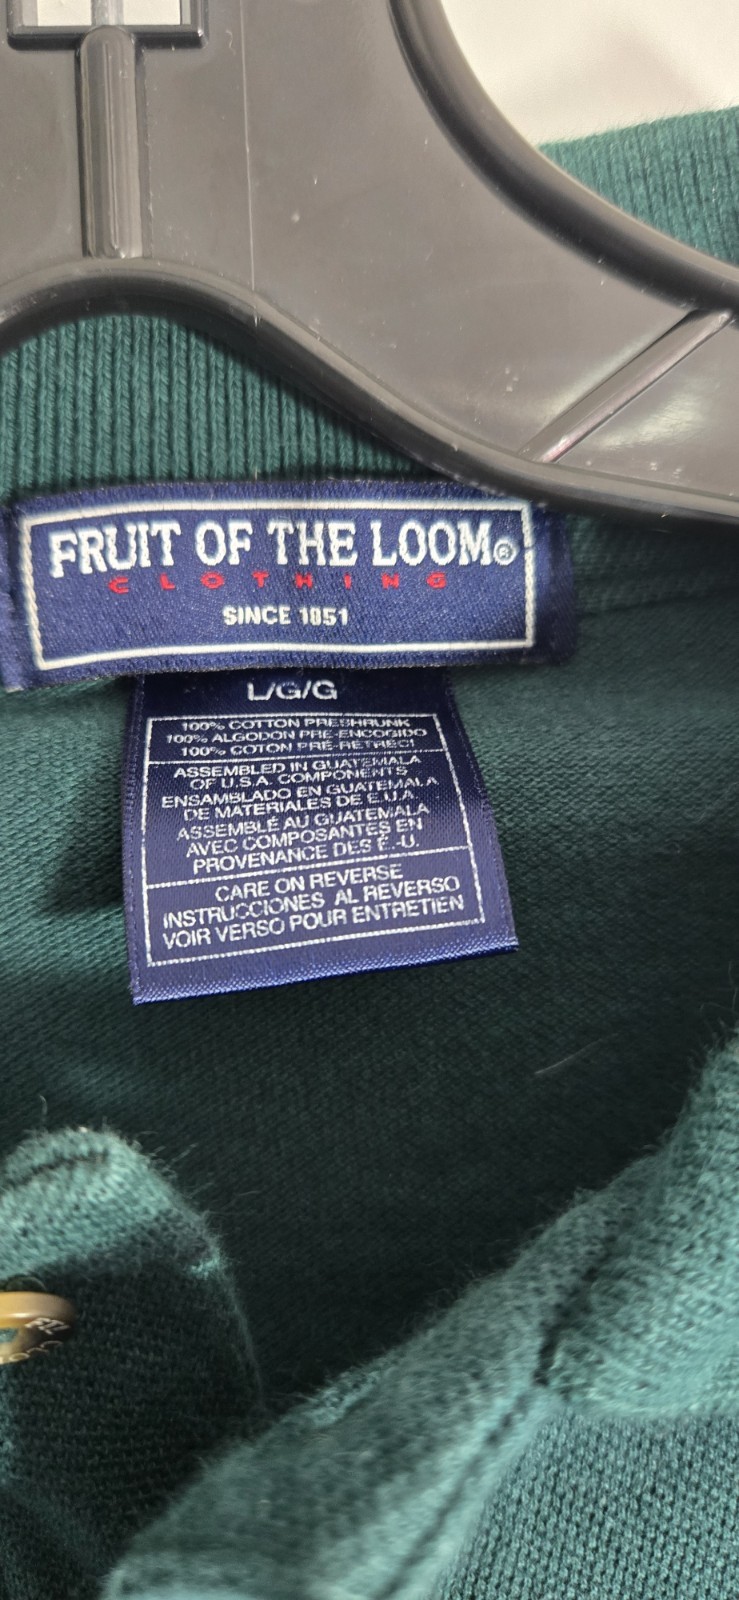 FRUIT OF THE LOOM®
CLOTHING
SINCE 1851
L/G/G
100% COTTON PRESHRUNK
100% ALGODON PRE-ENCOGIDO
100% COTON PRÉ-RÉTRÉCI
ASSEMBLED IN GUATEMALA
OF U.S.A. COMPONENTS
ENSAMBLADO EN GUATEMALA
DE MATERIALES DE E.U.A.
ASSEMBLÉ AU GUATEMALA
AVEC COMPOSANTES EN
PROVENANCE DES É.-U.
CARE ON REVERSE
INSTRUCCIONES AL REVERSO
VOIR VERSO POUR ENTRETIEN